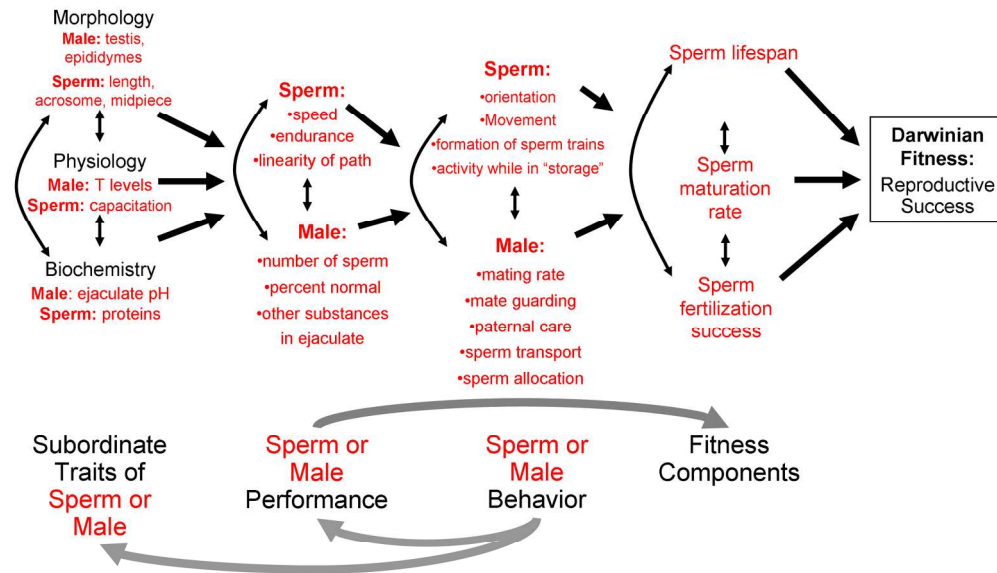 Morphology
Male: testis,
epididymes
Sperm: length,
acrosome, midpiece
Physiology
Male: T levels
Sperm: capacitation
Biochemistry
Male: ejaculate pH
Sperm: proteins
Sperm:
•speed
•endurance
•linearity of path
Male:
•number of sperm
•percent normal
•other substances
in ejaculate
Sperm:
•orientation
•Movement
•formation of sperm trains
•activity while in "storage"
Male:
•mating rate
•mate guarding
•paternal care
•sperm transport
•sperm allocation
Sperm lifespan
Sperm
maturation
rate
Sperm
fertilization
success
Darwinian
Fitness:
Reproductive
Success
Subordinate
Traits of
Sperm or
Male
Sperm or
Male
Performance
Sperm or
Male
Behavior
Fitness
Components